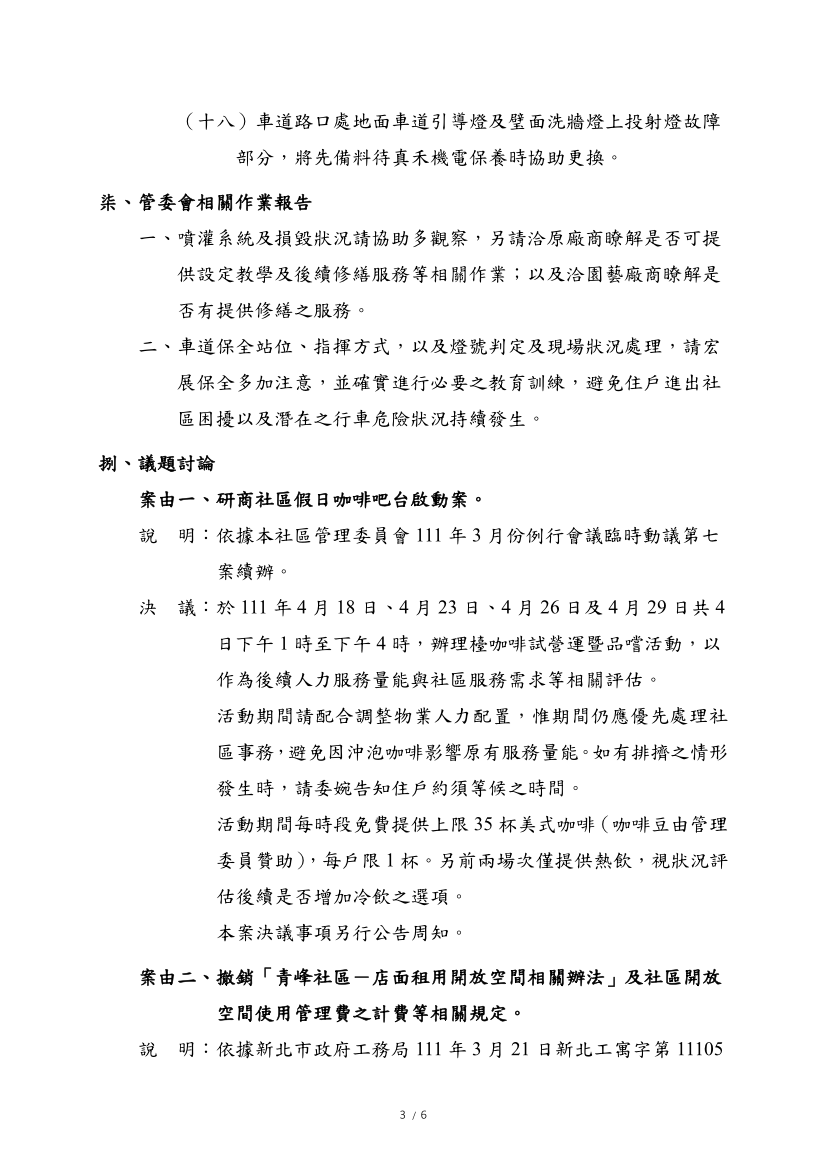 （十八）車道路口處地面車道引導燈及壁面洗牆燈上投射燈故障
部分，將先備料待真禾機電保養時協助更換。
柒、管委會相關作業報告
一、噴灌系統及損毀狀況請協助多觀察，另請洽原廠商瞭解是否可提
供設定教學及後續修繕服務等相關作業；以及洽園藝廠商瞭解是
否有提供修繕之服務。
二、車道保全站位、指揮方式，以及燈號判定及現場狀況處理，請宏
展保全多加注意，並確實進行必要之教育訓練，避免住戶進出社
區困擾以及潛在之行車危險狀況持續發生。
捌、議題討論
案由一、研商社區假日咖啡吧台啟動案。
說　明：依據本社區管理委員會 111 年 3 月份例行會議臨時動議第七
案續辦。
決　議：於 111 年 4 月 18 日、4 月 23 日、4 月 26 日及 4 月 29 日共 4
日下午 1 時至下午 4 時，辦理檯咖啡試營運暨品嚐活動，以
作為後續人力服務量能與社區服務需求等相關評估。
活動期間請配合調整物業人力配置，惟期間仍應優先處理社
區事務，避免因沖泡咖啡影響原有服務量能。如有排擠之情形
發生時，請委婉告知住戶約須等候之時間。
活動期間每時段免費提供上限 35 杯美式咖啡（咖啡豆由管理
委員贊助），每戶限 1 杯。另前兩場次僅提供熱飲，視狀況評
估後續是否增加冷飲之選項。
本案決議事項另行公告周知。
案由二、撤銷「青峰社區－店面租用開放空間相關辦法」及社區開放
空間使用管理費之計費等相關規定。
說　明：依據新北市政府工務局 111 年 3 月 21 日新北工寓字第 11105
3 / 6